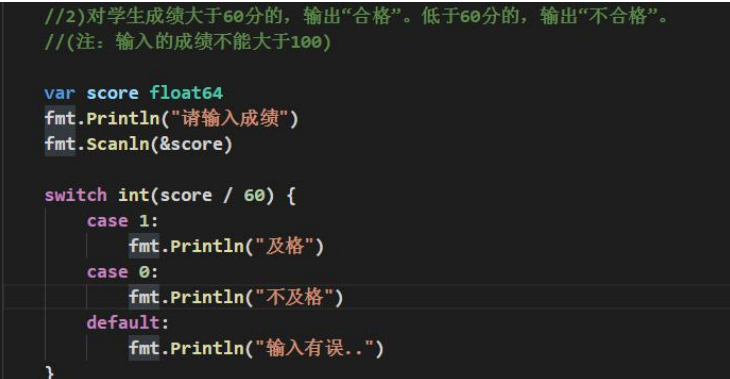 //2)对学生成绩大于60分的，输出“合格”。低于60分的，输出“不合格”。
//(注：输入的成绩不能大于100)
var score float64
fmt.Println("请输入成绩")
fmt.Scanln(&score)
switch int(score / 60) {
case 1:
fmt.Println("及格")
case 0:
fmt.Println("不及格")
default:
fmt.Println("输入有误..")
}